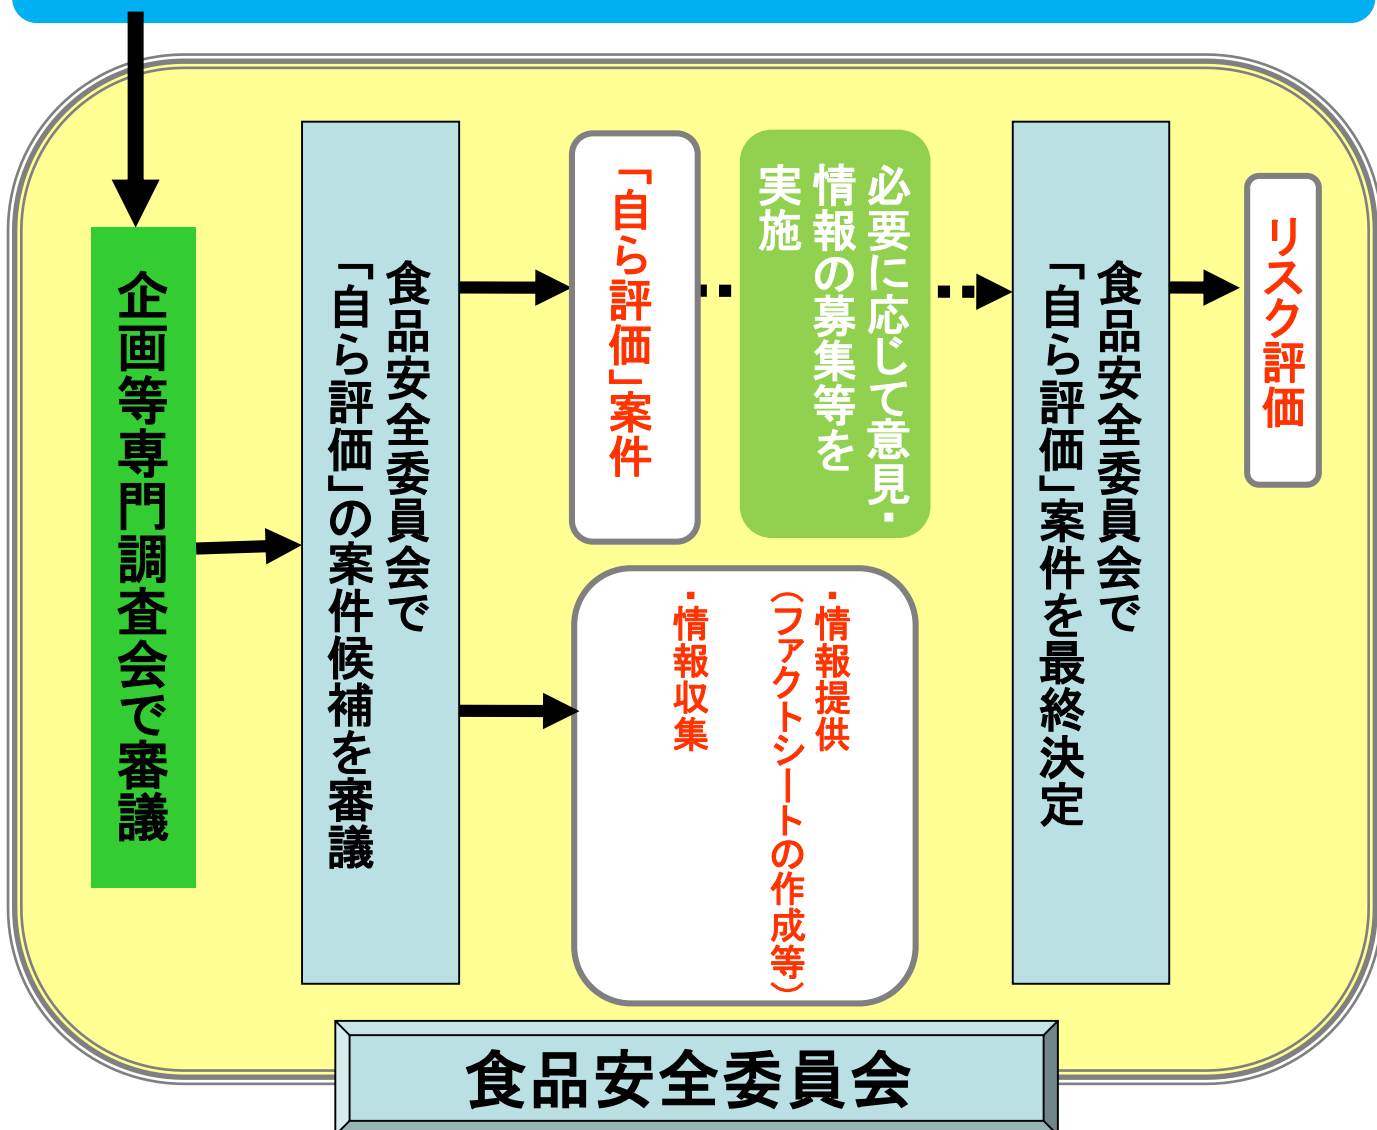 企画等専門調査会で審議
食品安全委員会で
「自ら評価」の案件候補を審議
「自ら評価」案件
必要に応じて意見・
情報の募集等を
実施
・情報提供
（ファクトシートの作成等）
・情報収集
食品安全委員会で
「自ら評価」案件を最終決定
リスク評価
食品安全委員会